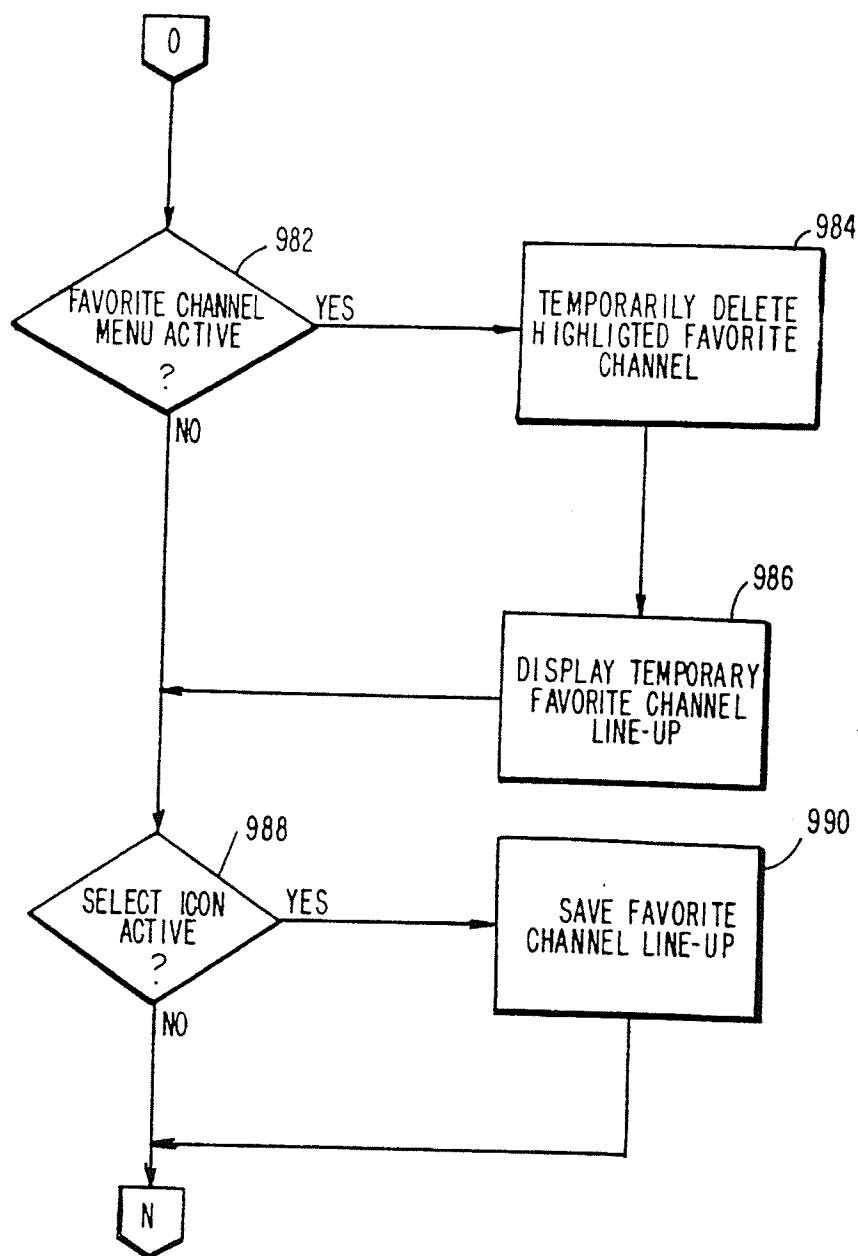 O
982
FAVORITE CHANNEL
MENU ACTIVE
?
YES
NO
984
TEMPORARILY DELETE
HIGHLIGTED FAVORITE
CHANNEL
986
DISPLAY TEMPORARY
FAVORITE CHANNEL
LINE-UP
988
SELECT ICON
ACTIVE
?
YES
NO
990
SAVE FAVORITE
CHANNEL LINE-UP
N